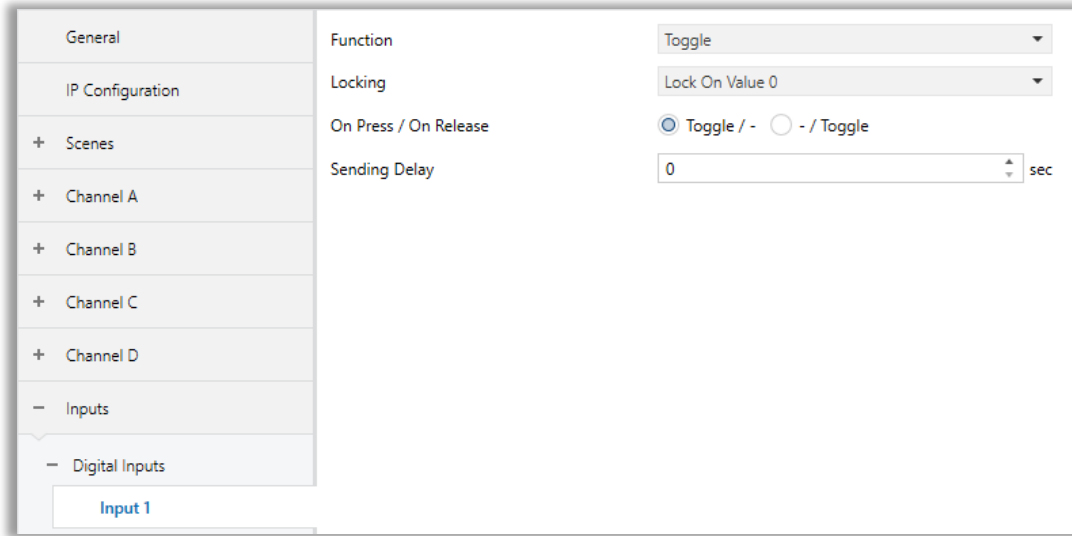 General
IP Configuration
+ Scenes
+ Channel A
+ Channel B
+ Channel C
+ Channel D
− Inputs
− Digital Inputs
Input 1
Function Toggle
Locking Lock On Value 0
On Press / On Release Toggle / - - / Toggle
Sending Delay 0 sec